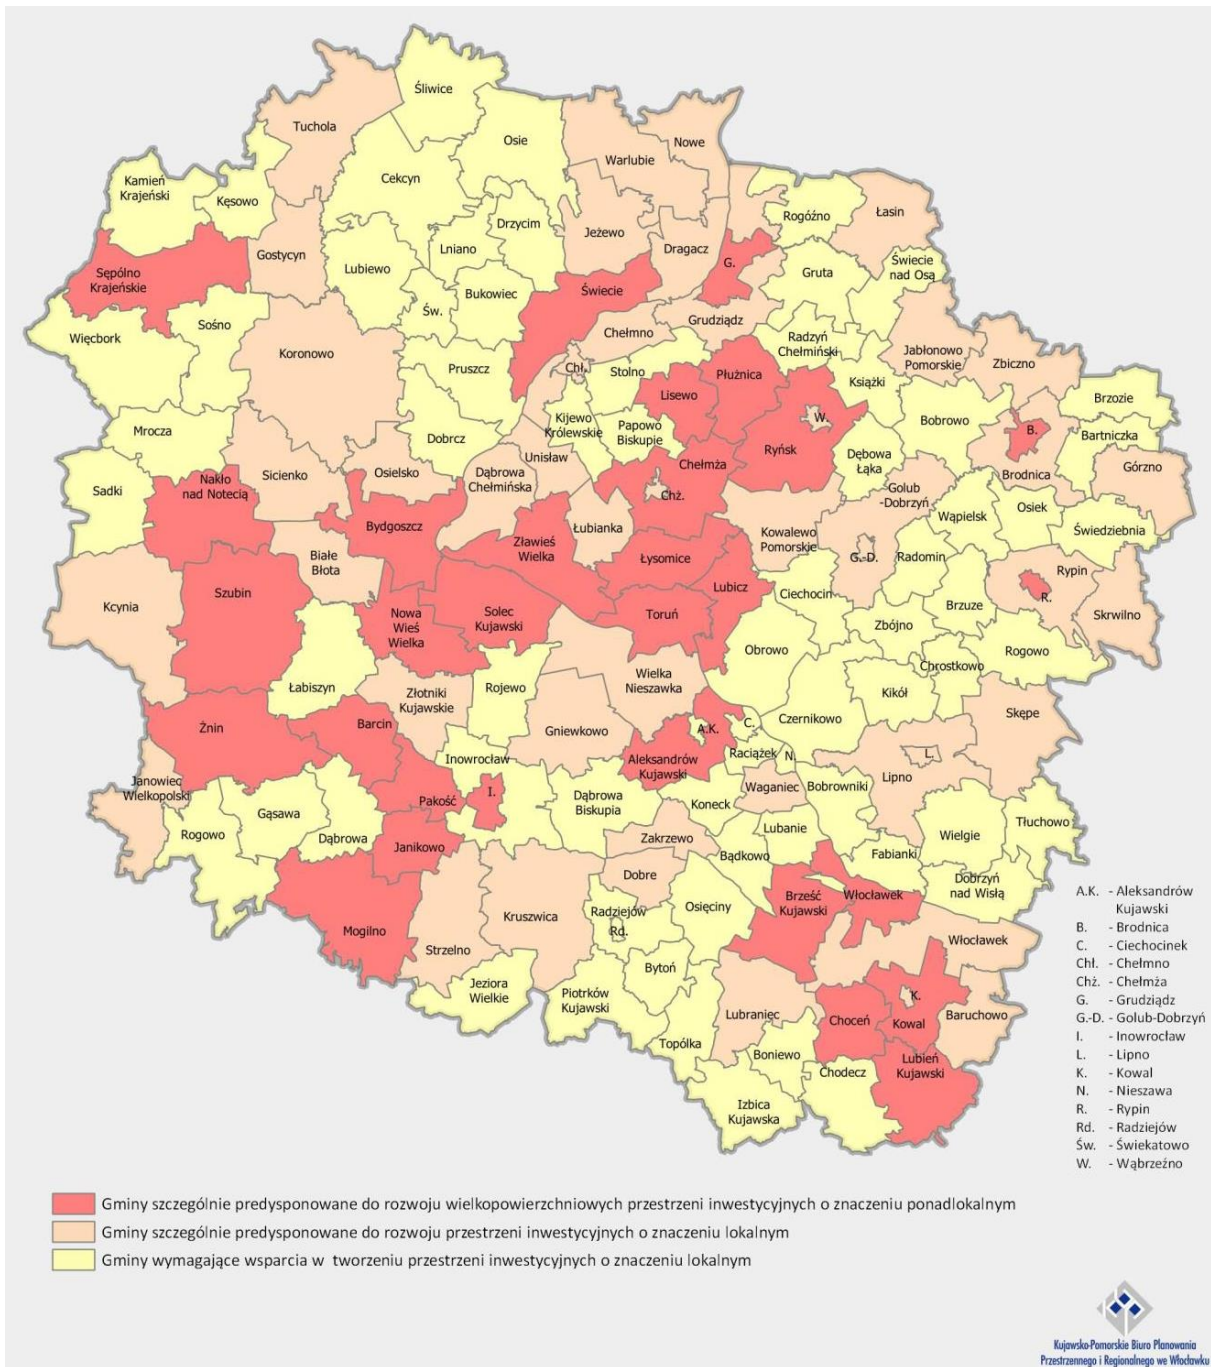 Śliwice
Tuchola
Osie
Nowe
Warlubie
Cekcyn
Kamień
Krajeński
Kęsowo
Rogóźno
Łasin
Drzycim
Jeżewo
Dragacz
Gostycyn
Lniano
Lubiewo
G.
Gruta
Świecie
nad Osą
Sępólno
Krajeńskie
Bukowiec
Świecie
Św.
Grudziądz
Sośno
Chełmno
Więcbork
Radzyń
Chełmiński
Jabłonowo
Pomorskie
Koronowo
Zbiczno
Chł.
Stolno
Pruszcz
Płużnica
Książki
Lisewo
Brzozie
Kijewo
Królewskie
Papowo
Biskupie
W.
Bobrowo
B.
Bartniczka
Mrocza
Dobrcz
Unisław
Ryńsk
Dębowa
Łąka
Chełmża
Osielsko
Dąbrowa
Chełmińska
Brodnica
Górzno
Sicienko
Nakło
nad Notecią
Sadki
Golub
-Dobrzyń
Chż.
Osiek
Wąpielsk
Bydgoszcz
Łubianka
Świedziebnia
Kowalewo
Pomorskie
Zławieś
Wielka
Białe
Błota
G.-D.
Radomin
Łysomice
Rypin
Kcynia
Szubin
Lubicz
Ciechocin
R.
Brzuze
Skrwilno
Nowa
Wieś
Wielka
Solec
Kujawski
Toruń
Zbójno
Obrowo
Rogowo
Chrostkowo
Wielka
Nieszawka
Łabiszyn
Złotniki
Kujawskie
Rojewo
Kikół
Skępe
Żnin
Barcin
Gniewkowo
A.K.
C.
Czernikowo
Inowrocław
Aleksandrów
Kujawski
Raciążek
N.
L.
Janowiec
Wielkopolski
Lipno
I.
Waganiec
Bobrowniki
Pakość
Dąbrowa
Biskupia
Koneck
Gąsawa
Tłuchowo
Rogowo
Dąbrowa
Zakrzewo
Lubanie
Wielgie
Janikowo
Bądkowo
Fabianki
Dobre
Dobrzyń
nad Wisłą
Brześć
Kujawski
Włocławek
Radziejów
Osięciny
Kruszwica
Mogilno
Rd.
Strzelno
Włocławek
Bytoń
Jeziora
Wielkie
Piotrków
Kujawski
K.
Lubraniec
Choceń
Kowal
Baruchowo
Topólka
Boniewo
Lubień
Kujawski
Chodecz
Izbica
Kujawska
A.K. - Aleksandrów
Kujawski
B. - Brodnica
C. - Ciechocinek
Chł. - Chełmno
Chż. - Chełmża
G. - Grudziądz
G.-D. - Golub-Dobrzyń
I. - Inowrocław
L. - Lipno
K. - Kowal
N. - Nieszawa
R. - Rypin
Rd. - Radziejów
Św. - Świekatowo
W. - Wąbrzeźno
Gminy szczególnie predysponowane do rozwoju wielkopowierzchniowych przestrzeni inwestycyjnych o znaczeniu ponadlokalnym
Gminy szczególnie predysponowane do rozwoju przestrzeni inwestycyjnych o znaczeniu lokalnym
Gminy wymagające wsparcia w tworzeniu przestrzeni inwestycyjnych o znaczeniu lokalnym
Kujawsko-Pomorskie Biuro Planowania
Przestrzennego i Regionalnego we Włocławku